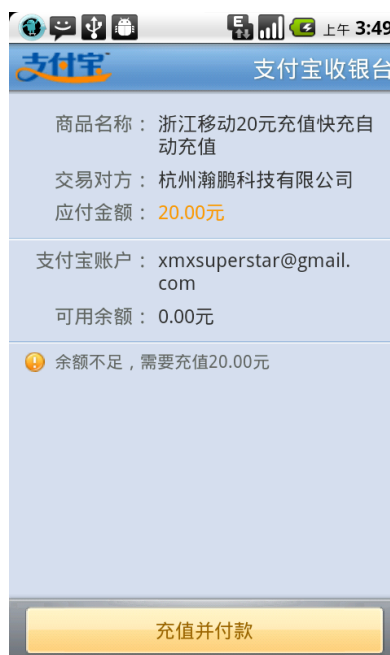 上午 3:49
支付宝
支付宝收银台
商品名称： 浙江移动20元充值快充自
动充值
交易对方： 杭州瀚鹏科技有限公司
应付金额： 20.00元
支付宝账户： xmxsuperstar@gmail.
com
可用余额： 0.00元
余额不足，需要充值20.00元
充值并付款